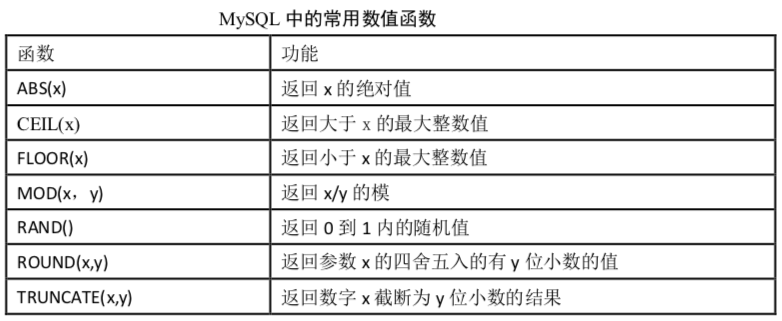 MySQL 中的常用数值函数
函数 功能
ABS(x) 返回 x 的绝对值
CEIL(x) 返回大于 x 的最大整数值
FLOOR(x) 返回小于 x 的最大整数值
MOD(x，y) 返回 x/y 的模
RAND() 返回 0 到 1 内的随机值
ROUND(x,y) 返回参数 x 的四舍五入的有 y 位小数的值
TRUNCATE(x,y) 返回数字 x 截断为 y 位小数的结果